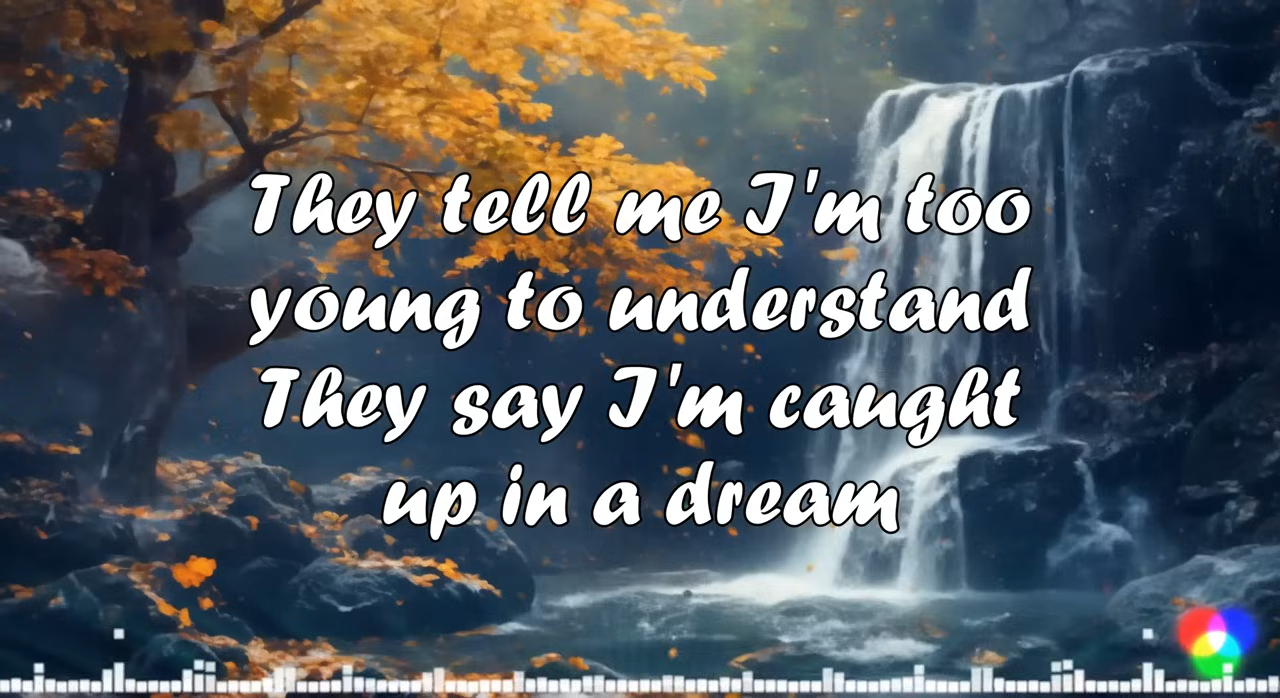 They tell me I'm too
young to understand
They say I'm caught
up in a dream